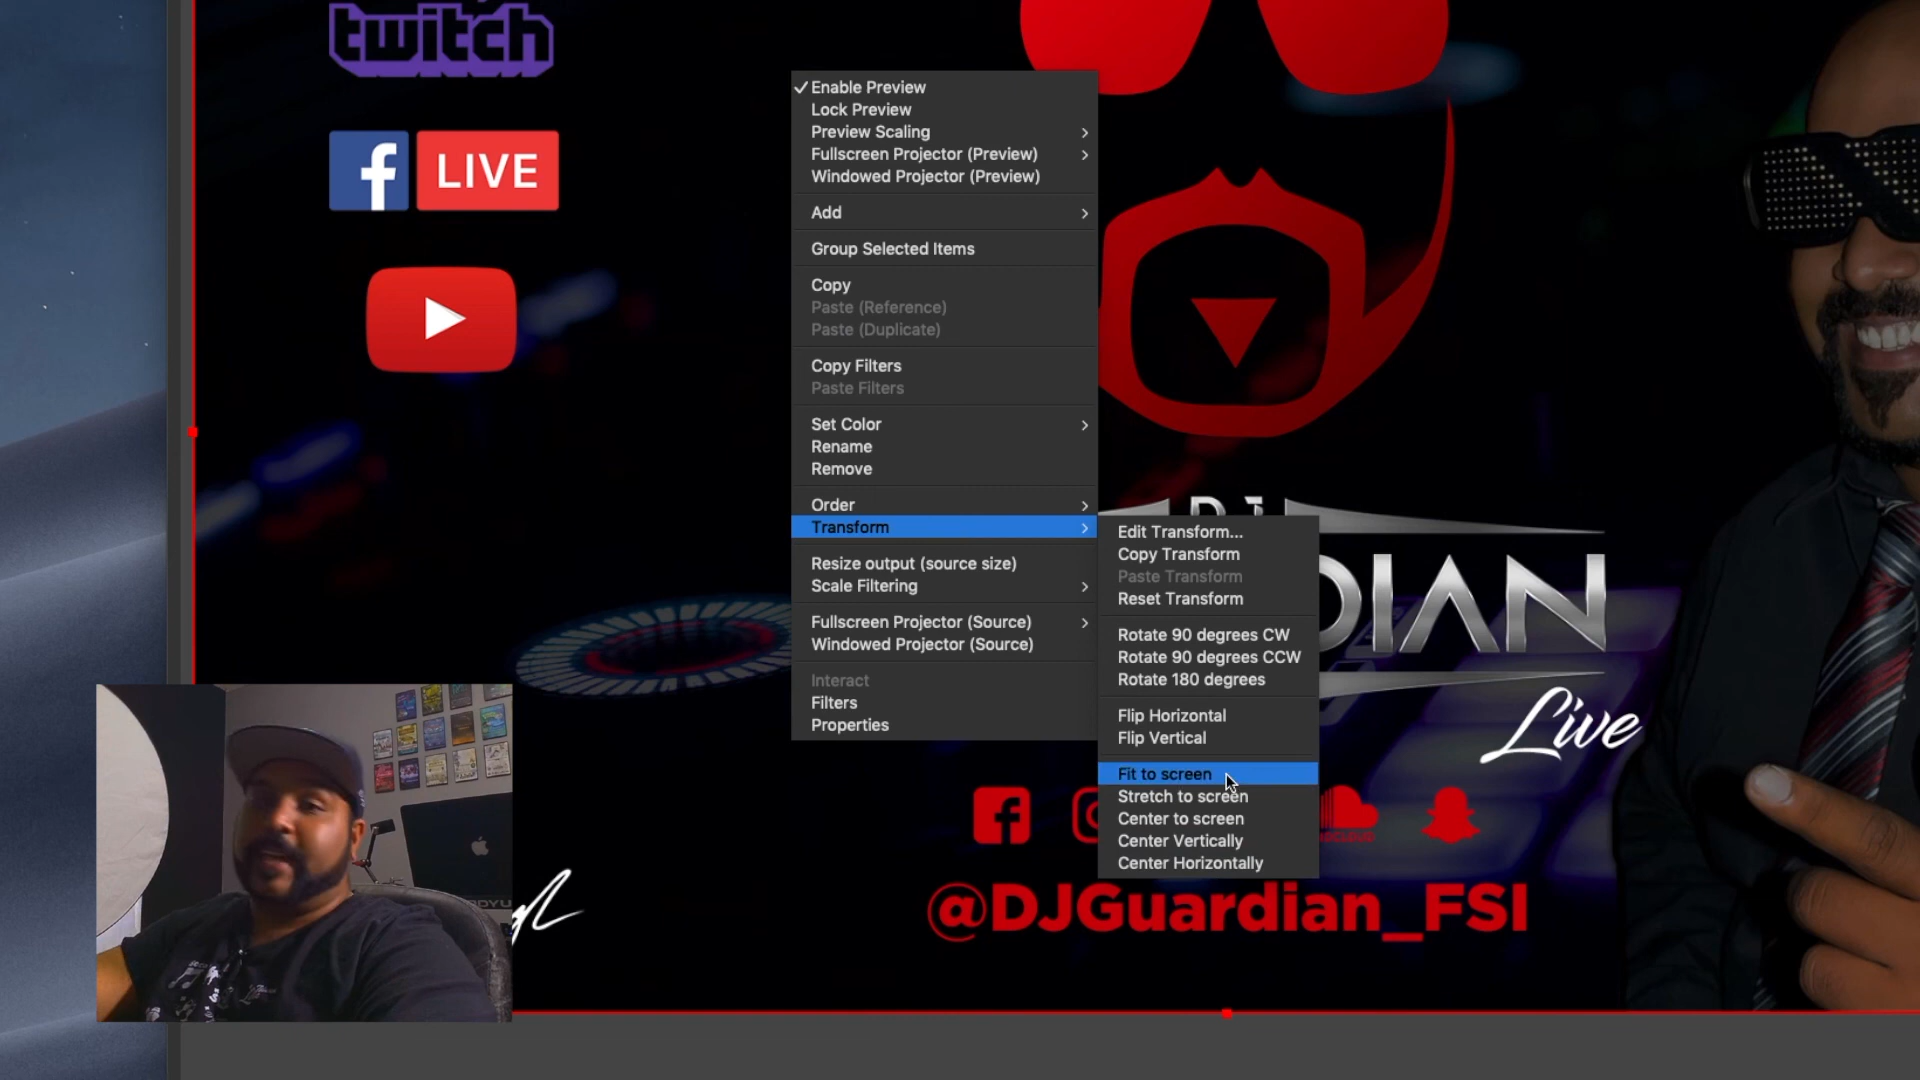 twitch
f LIVE
✓ Enable Preview
Lock Preview
Preview Scaling
Fullscreen Projector (Preview)
Windowed Projector (Preview)
Add
Group Selected Items
Copy
Paste (Reference)
Paste (Duplicate)
Copy Filters
Paste Filters
Set Color
Rename
Remove
Order
Transform
Resize output (source size)
Scale Filtering
Fullscreen Projector (Source)
Windowed Projector (Source)
Interact
Filters
Properties
Edit Transform...
Copy Transform
Paste Transform
Reset Transform
Rotate 90 degrees CW
Rotate 90 degrees CCW
Rotate 180 degrees
Flip Horizontal
Flip Vertical
Fit to screen
Stretch to screen
Center to screen
Center Vertically
Center Horizontally
DJ
DIAN
Live
@DJGuardian_FSI